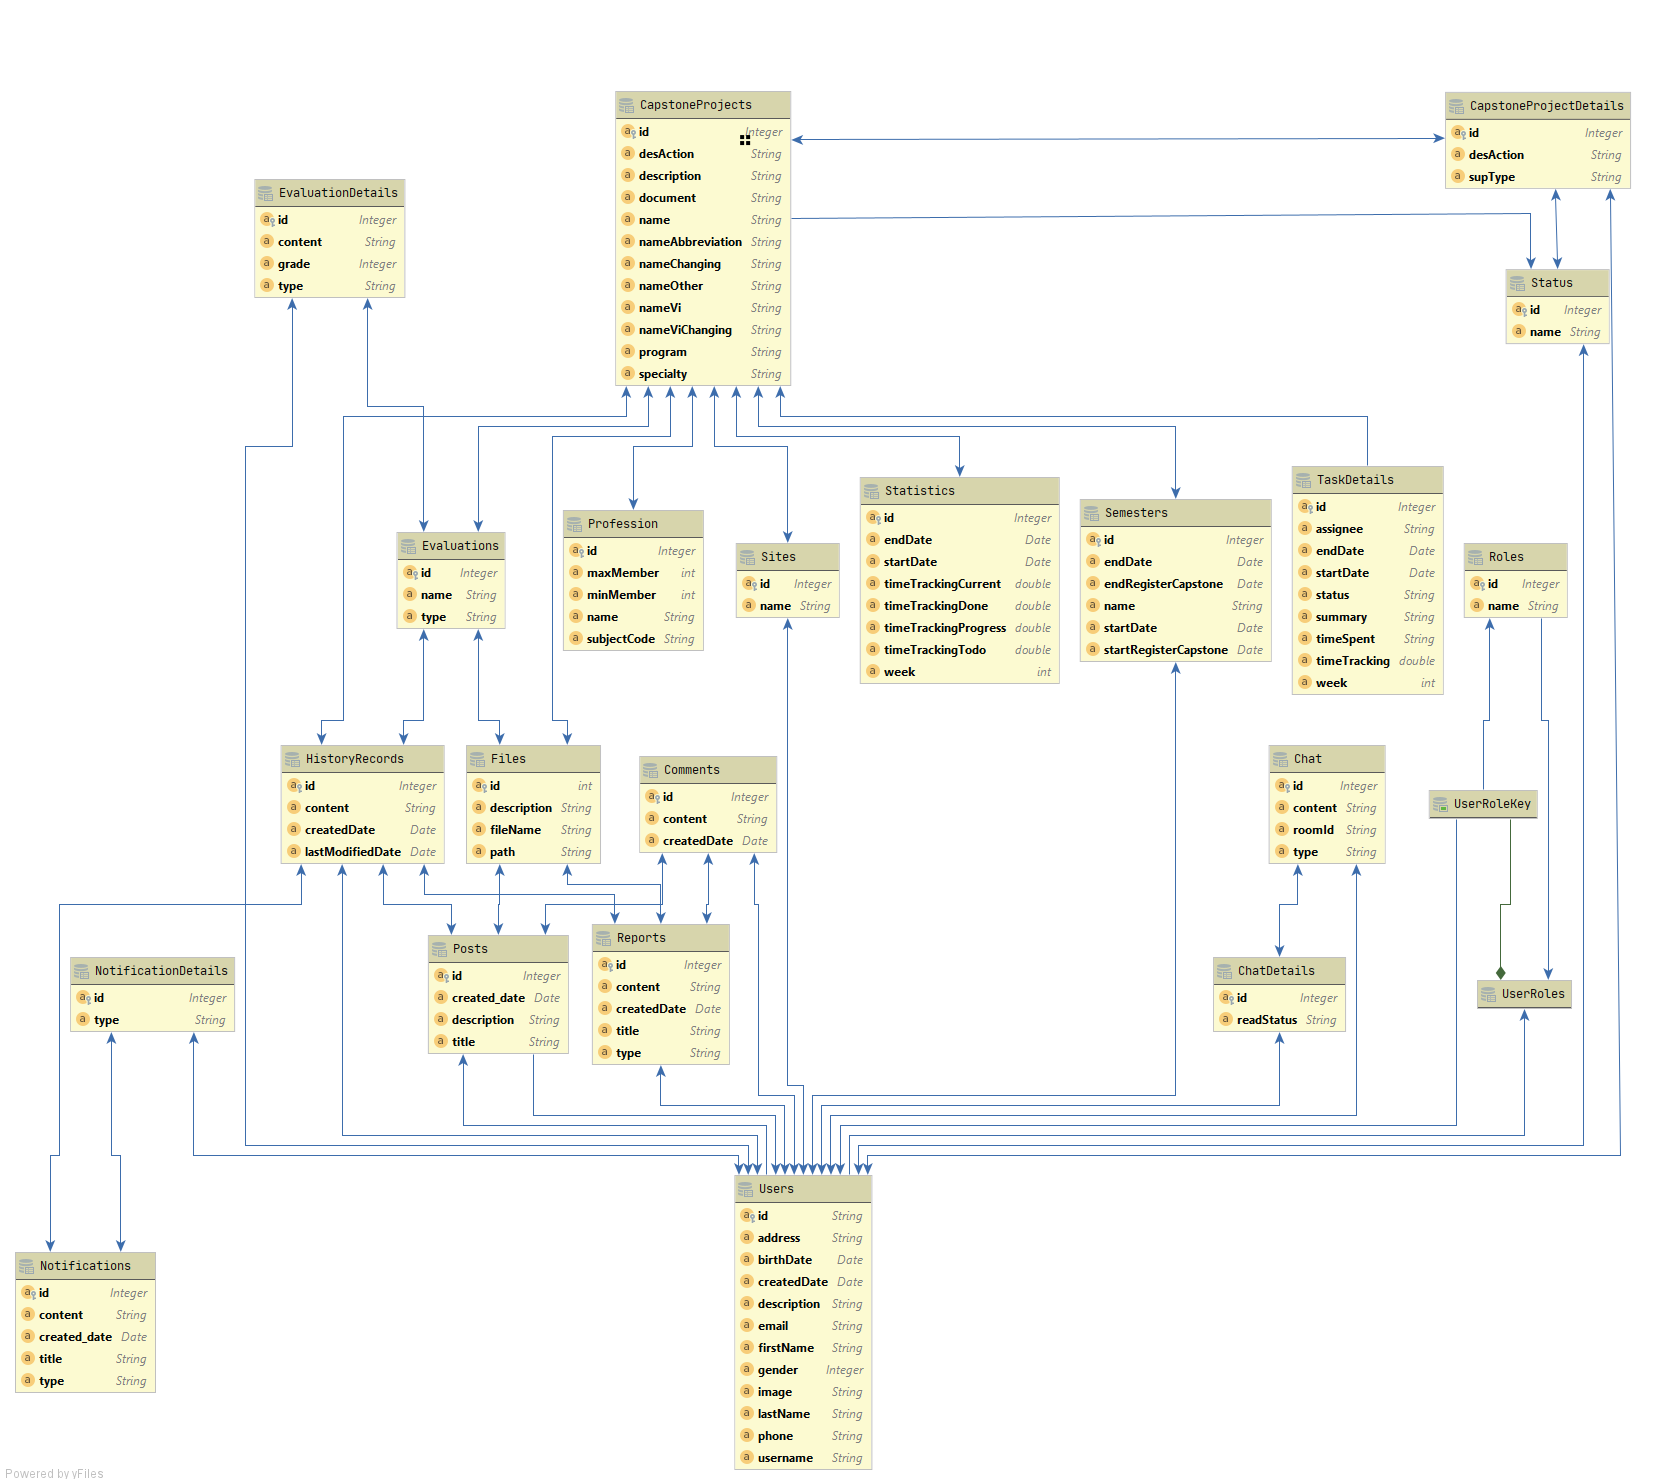 CapstoneProjects
id Integer
desAction String
description String
document String
name String
nameAbbreviation String
nameChanging String
nameOther String
nameVi String
nameViChanging String
program String
specialty String
CapstoneProjectDetails
id Integer
desAction String
supType String
EvaluationDetails
id Integer
content String
grade Integer
type String
Status
id Integer
name String
Evaluations
id Integer
name String
type String
Profession
id Integer
maxMember int
minMember int
name String
subjectCode String
Sites
id Integer
name String
Statistics
id Integer
endDate Date
startDate Date
timeTrackingCurrent double
timeTrackingDone double
timeTrackingProgress double
timeTrackingTodo double
week int
Semesters
id Integer
endDate Date
endRegisterCapstone Date
name String
startDate Date
startRegisterCapstone Date
TaskDetails
id Integer
assignee String
endDate Date
startDate Date
status String
summary String
timeSpent String
timeTracking double
week int
Roles
id Integer
name String
HistoryRecords
id Integer
content String
createdDate Date
lastModifiedDate Date
Files
id int
description String
fileName String
path String
Comments
id Integer
content String
createdDate Date
Chat
id Integer
content String
roomId String
type String
UserRoleKey
NotificationDetails
id Integer
type String
Posts
id Integer
created_date Date
description String
title String
Reports
id Integer
content String
createdDate Date
title String
type String
ChatDetails
id Integer
readStatus String
UserRoles
Notifications
id Integer
content String
created_date Date
title String
type String
Users
id String
address String
birthDate Date
createdDate Date
description String
email String
firstName String
gender Integer
image String
lastName String
phone String
username String
Powered by yFiles